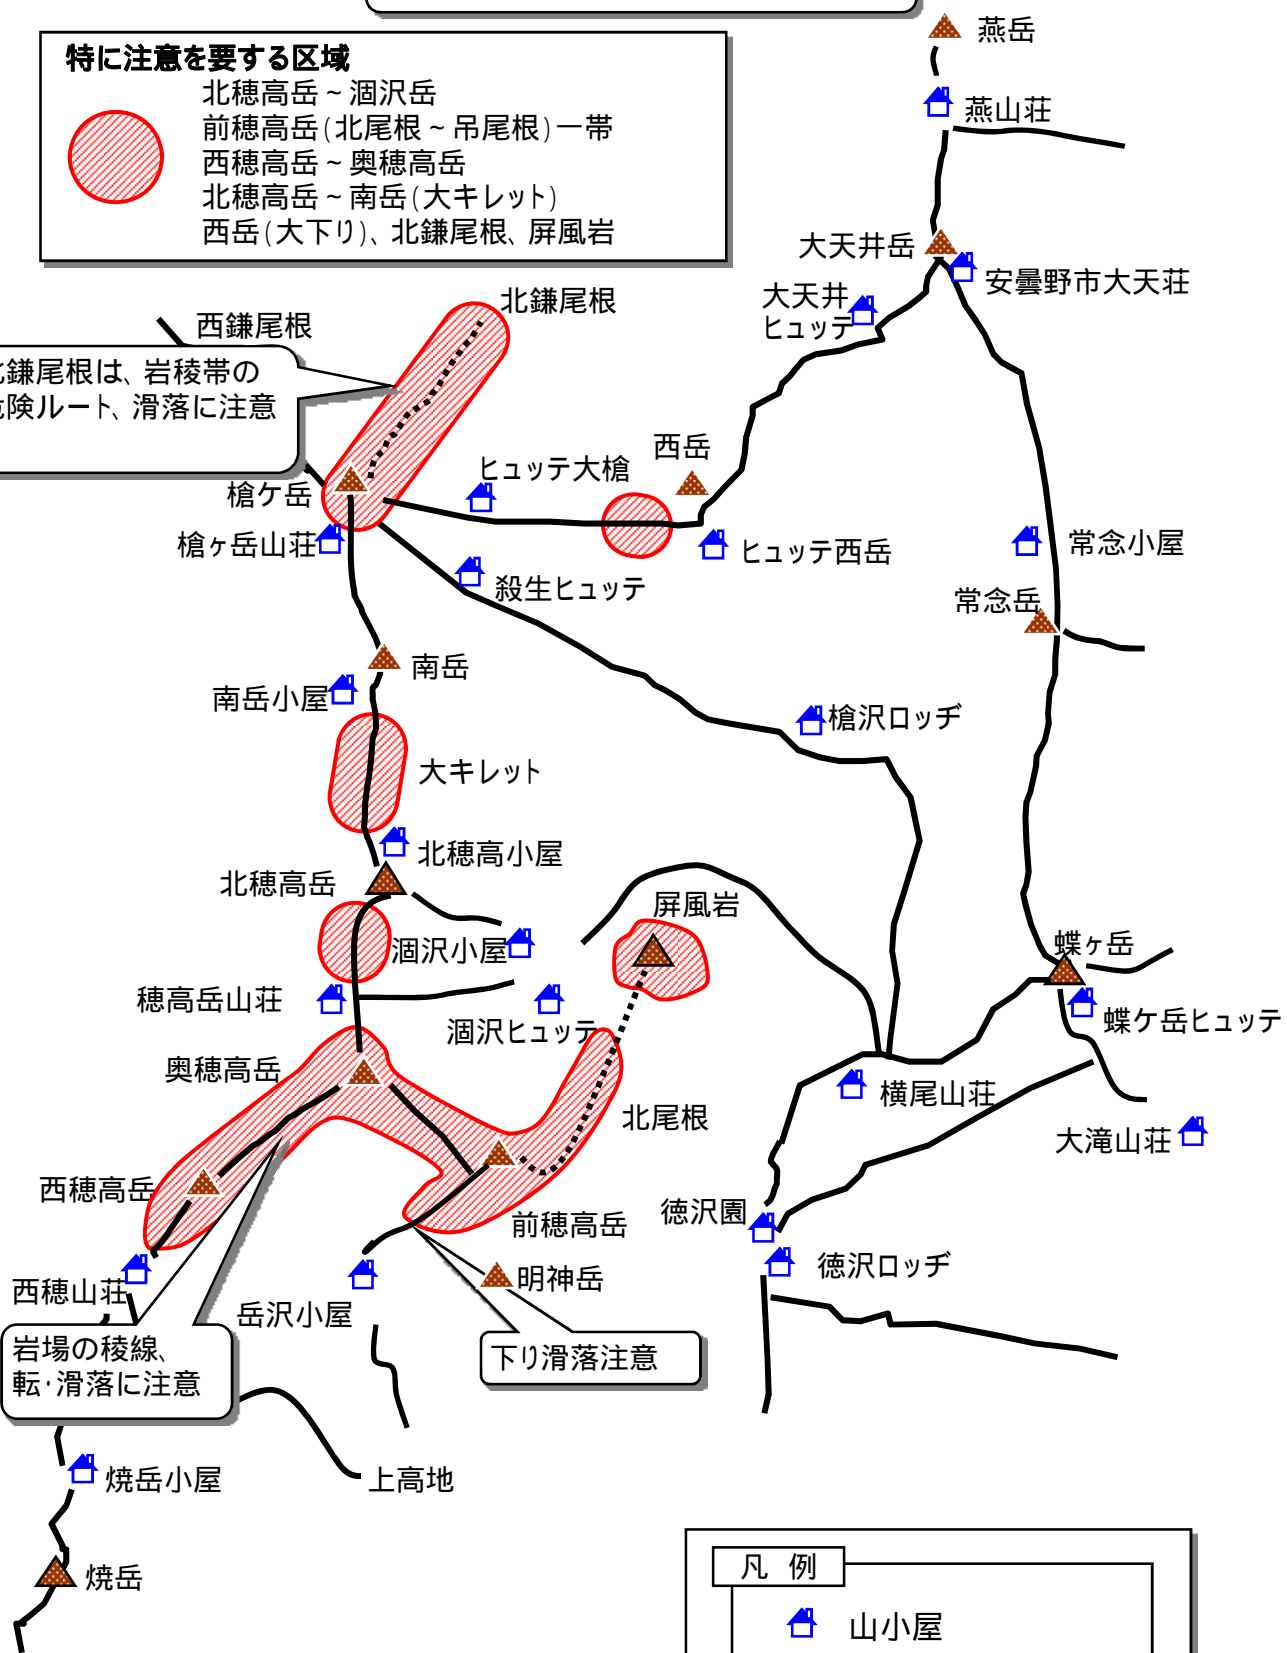 特に注意を要する区域
北穂高岳~涸沢岳
前穂高岳(北尾根~吊尾根)一帯
西穂高岳~奥穂高岳
北穂高岳~南岳(大キレット)
西岳(大下り)、北鎌尾根、屏風岩
燕岳
燕山荘
大天井岳
安曇野市大天荘
大天井
ヒュッテ
北鎌尾根
西鎌尾根
鎌尾根は、岩稜帯の
険ルート、滑落に注意
西岳
ヒュッテ大槍
槍ケ岳
槍ヶ岳山荘
ヒュッテ西岳
常念小屋
殺生ヒュッテ
常念岳
南岳
南岳小屋
槍沢ロッヂ
大キレット
北穂高小屋
北穂高岳
屏風岩
涸沢小屋
蝶ヶ岳
穂高岳山荘
涸沢ヒュッテ
蝶ケ岳ヒュッテ
奥穂高岳
横尾山荘
北尾根
大滝山荘
西穂高岳
徳沢園
前穂高岳
徳沢ロッヂ
明神岳
西穂山荘
岳沢小屋
岩場の稜線、
転・滑落に注意
下り滑落注意
焼岳小屋
上高地
焼岳
凡 例
山小屋